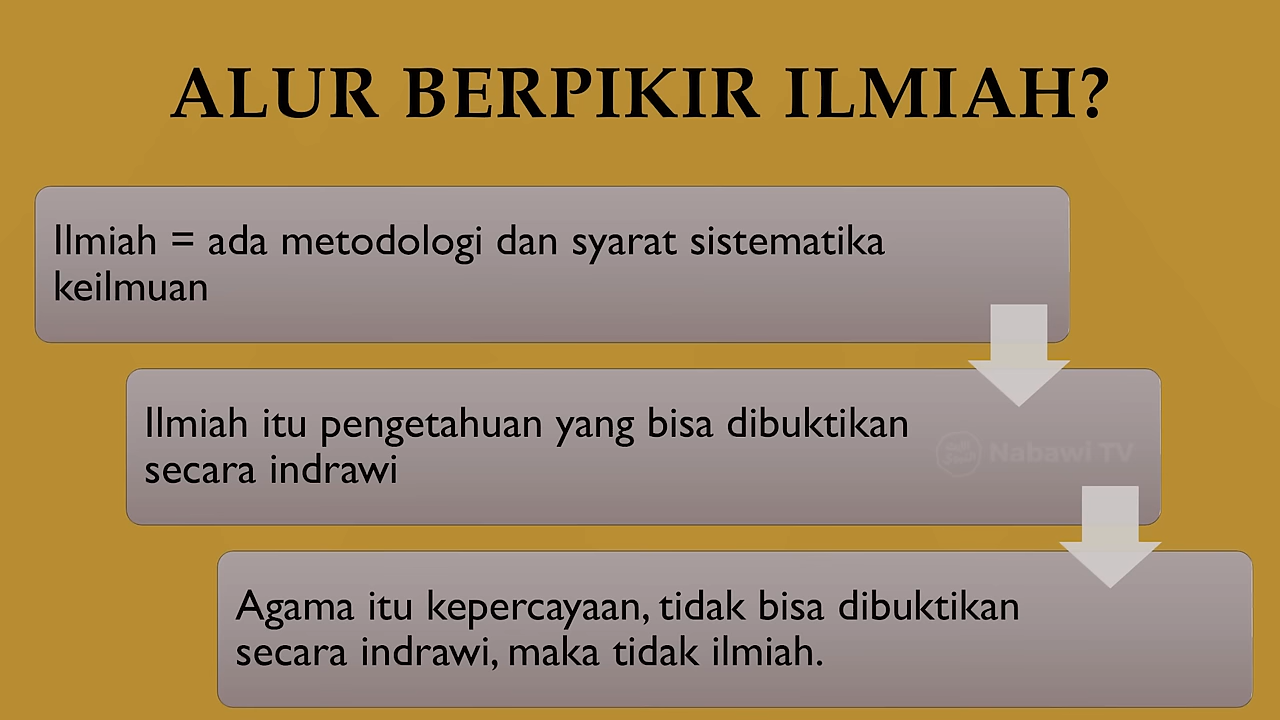 ALUR BERPIKIR ILMIAH?
Ilmiah = ada metodologi dan syarat sistematika
keilmuan
Ilmiah itu pengetahuan yang bisa dibuktikan
secara indrawi
Nabawi TV
Agama itu kepercayaan, tidak bisa dibuktikan
secara indrawi, maka tidak ilmiah.